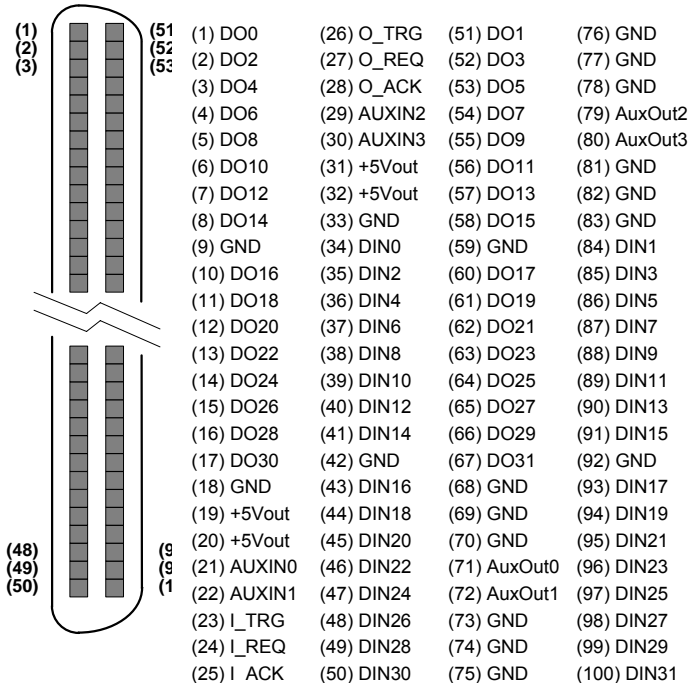 (1) (51
(2) (52
(3) (53
(48) (9
(49) (9
(50) (1
(1) DO0 (26) O_TRG (51) DO1 (76) GND
(2) DO2 (27) O_REQ (52) DO3 (77) GND
(3) DO4 (28) O_ACK (53) DO5 (78) GND
(4) DO6 (29) AUXIN2 (54) DO7 (79) AuxOut2
(5) DO8 (30) AUXIN3 (55) DO9 (80) AuxOut3
(6) DO10 (31) +5Vout (56) DO11 (81) GND
(7) DO12 (32) +5Vout (57) DO13 (82) GND
(8) DO14 (33) GND (58) DO15 (83) GND
(9) GND (34) DIN0 (59) GND (84) DIN1
(10) DO16 (35) DIN2 (60) DO17 (85) DIN3
(11) DO18 (36) DIN4 (61) DO19 (86) DIN5
(12) DO20 (37) DIN6 (62) DO21 (87) DIN7
(13) DO22 (38) DIN8 (63) DO23 (88) DIN9
(14) DO24 (39) DIN10 (64) DO25 (89) DIN11
(15) DO26 (40) DIN12 (65) DO27 (90) DIN13
(16) DO28 (41) DIN14 (66) DO29 (91) DIN15
(17) DO30 (42) GND (67) DO31 (92) GND
(18) GND (43) DIN16 (68) GND (93) DIN17
(19) +5Vout (44) DIN18 (69) GND (94) DIN19
(20) +5Vout (45) DIN20 (70) GND (95) DIN21
(21) AUXIN0 (46) DIN22 (71) AuxOut0 (96) DIN23
(22) AUXIN1 (47) DIN24 (72) AuxOut1 (97) DIN25
(23) I_TRG (48) DIN26 (73) GND (98) DIN27
(24) I_REQ (49) DIN28 (74) GND (99) DIN29
(25) I_ACK (50) DIN30 (75) GND (100) DIN31